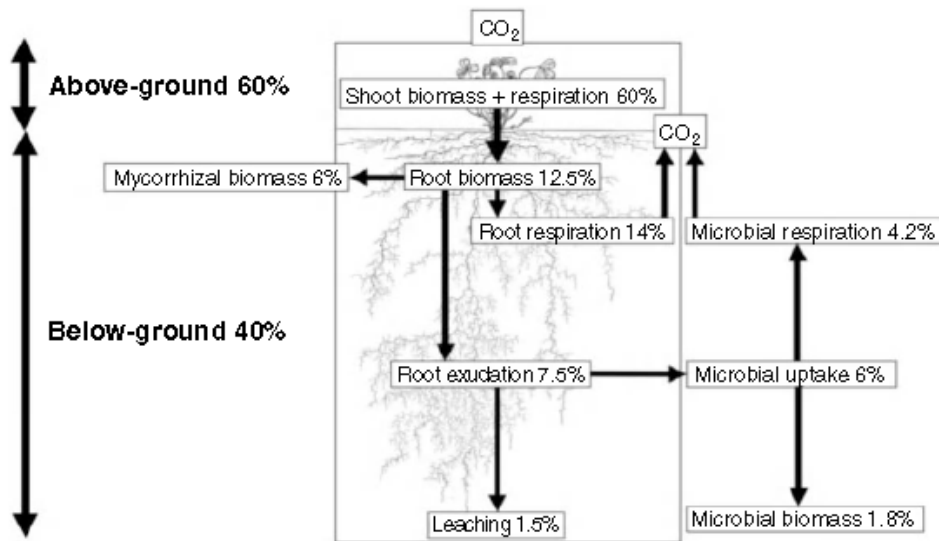 CO₂
Above-ground 60%
Shoot biomass + respiration 60%
CO₂
Mycorrhizal biomass 6%
Root biomass 12.5%
Root respiration 14%
Microbial respiration 4.2%
Below-ground 40%
Root exudation 7.5%
Microbial uptake 6%
Leaching 1.5%
Microbial biomass 1.8%